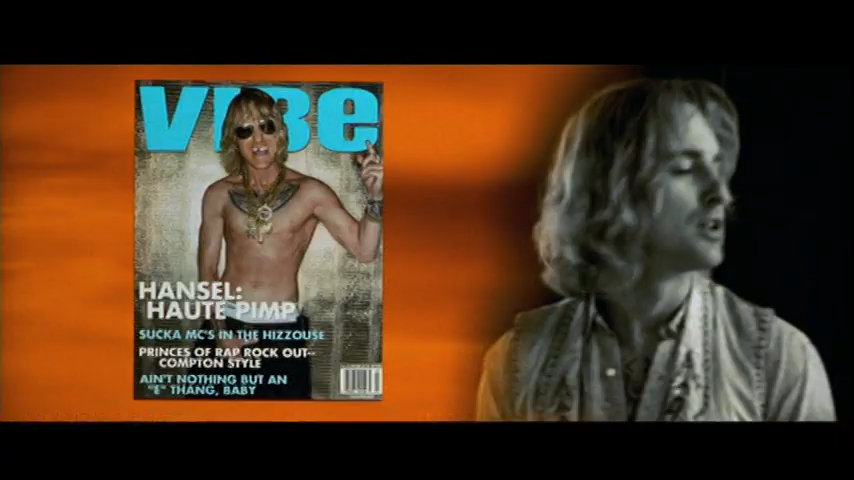 VIBE
HANSEL:
HAUTE PIMP
SUCKA MC'S IN THE HIZZOUSE
PRINCES OF RAP ROCK OUT--
COMPTON STYLE
AIN'T NOTHING BUT AN
"E" THANG, BABY